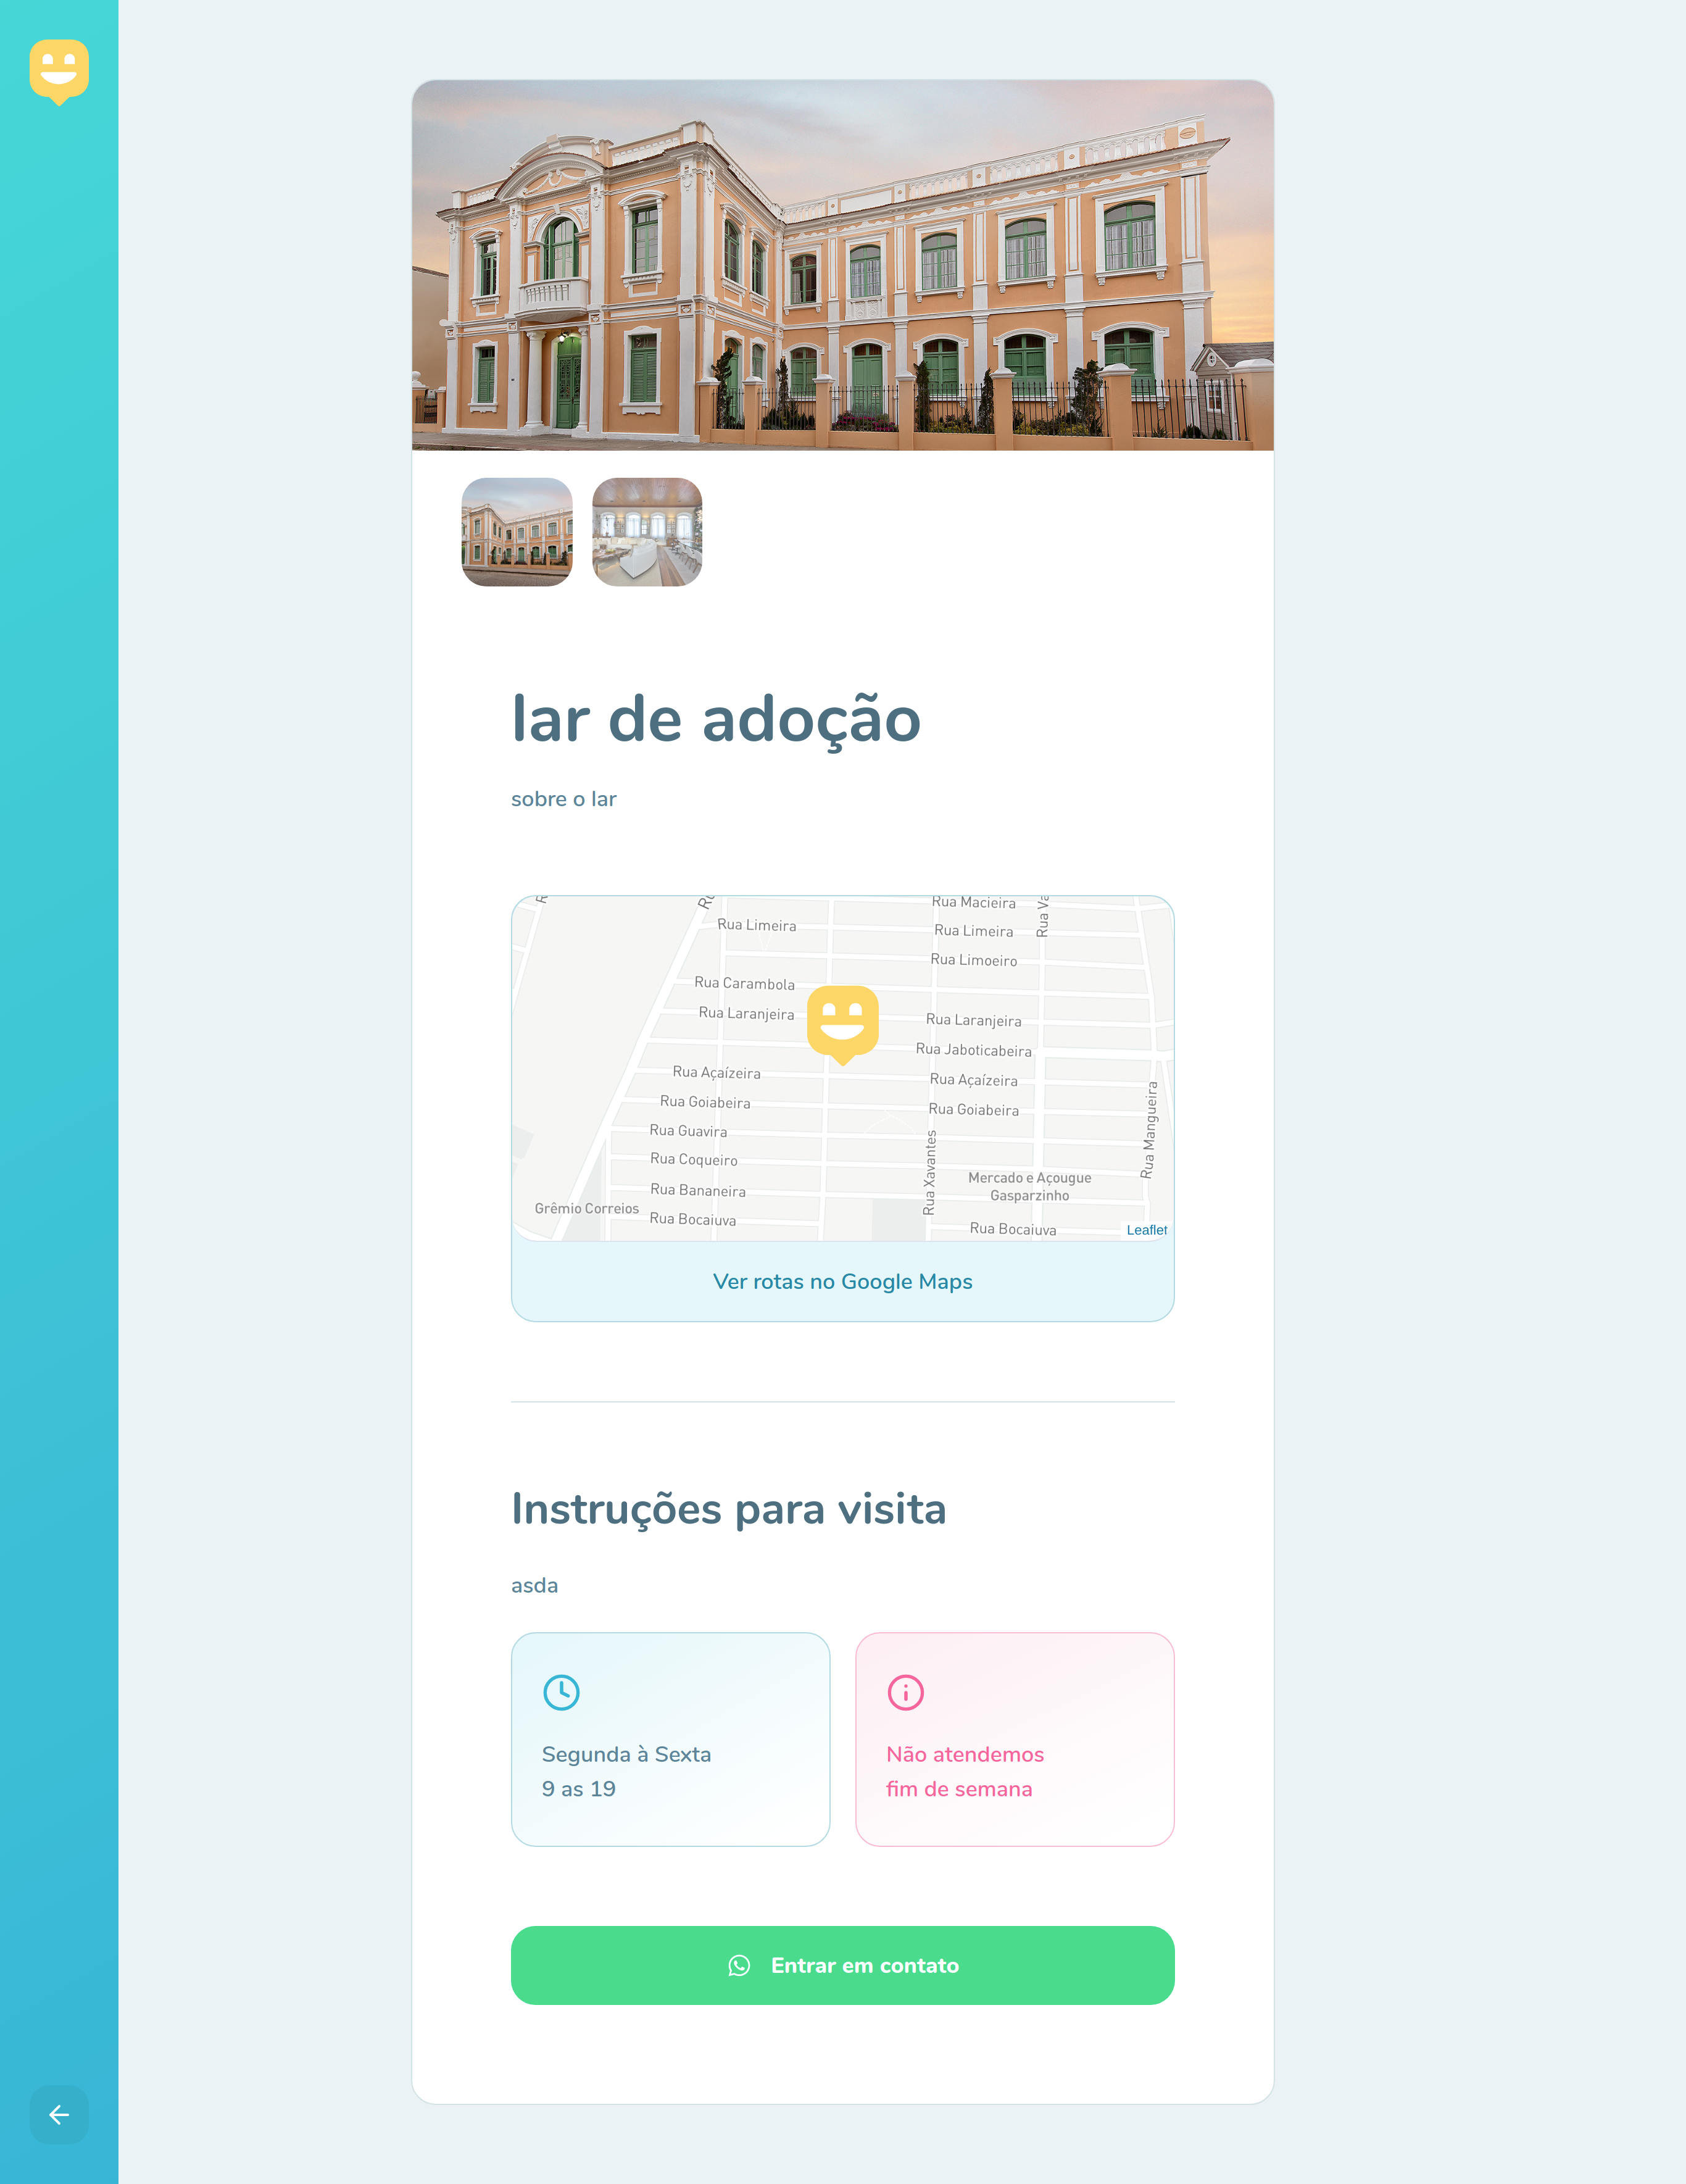 lar de adoção
sobre o lar
Rua Macieira
Rua Limeira
Rua Limeira
Rua Limoeiro
Rua Carambola
Rua Laranjeira
Rua Laranjeira
Rua Jaboticabeira
Rua Açaízeira
Rua Açaízeira
Rua Goiabeira
Rua Goiabeira
Rua Guavira
Rua Coqueiro
Rua Xavantes
Rua Mangueira
Mercado e Açougue
Gasparzinho
Rua Bananeira
Grêmio Correios
Rua Bocaiuva
Rua Bocaiuva
Leaflet
Ver rotas no Google Maps
Instruções para visita
asda
Segunda à Sexta
9 as 19
Não atendemos
fim de semana
Entrar em contato